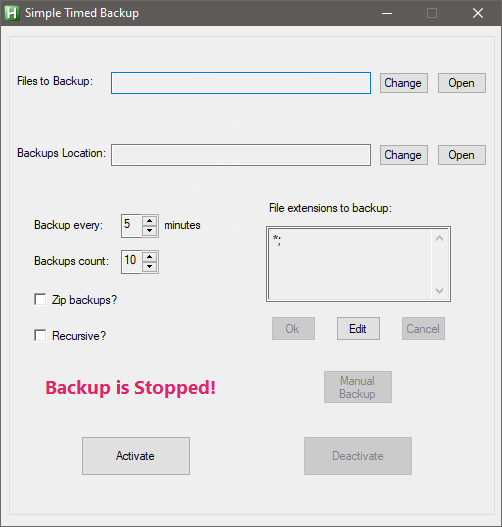 H Simple Timed Backup
Files to Backup: Change Open
Backups Location: Change Open
File extensions to backup:
Backup every: 5 minutes
*;
Backups count: 10
Zip backups?
Ok Edit Cancel
Recursive?
Backup is Stopped!
Manual
Backup
Activate Deactivate